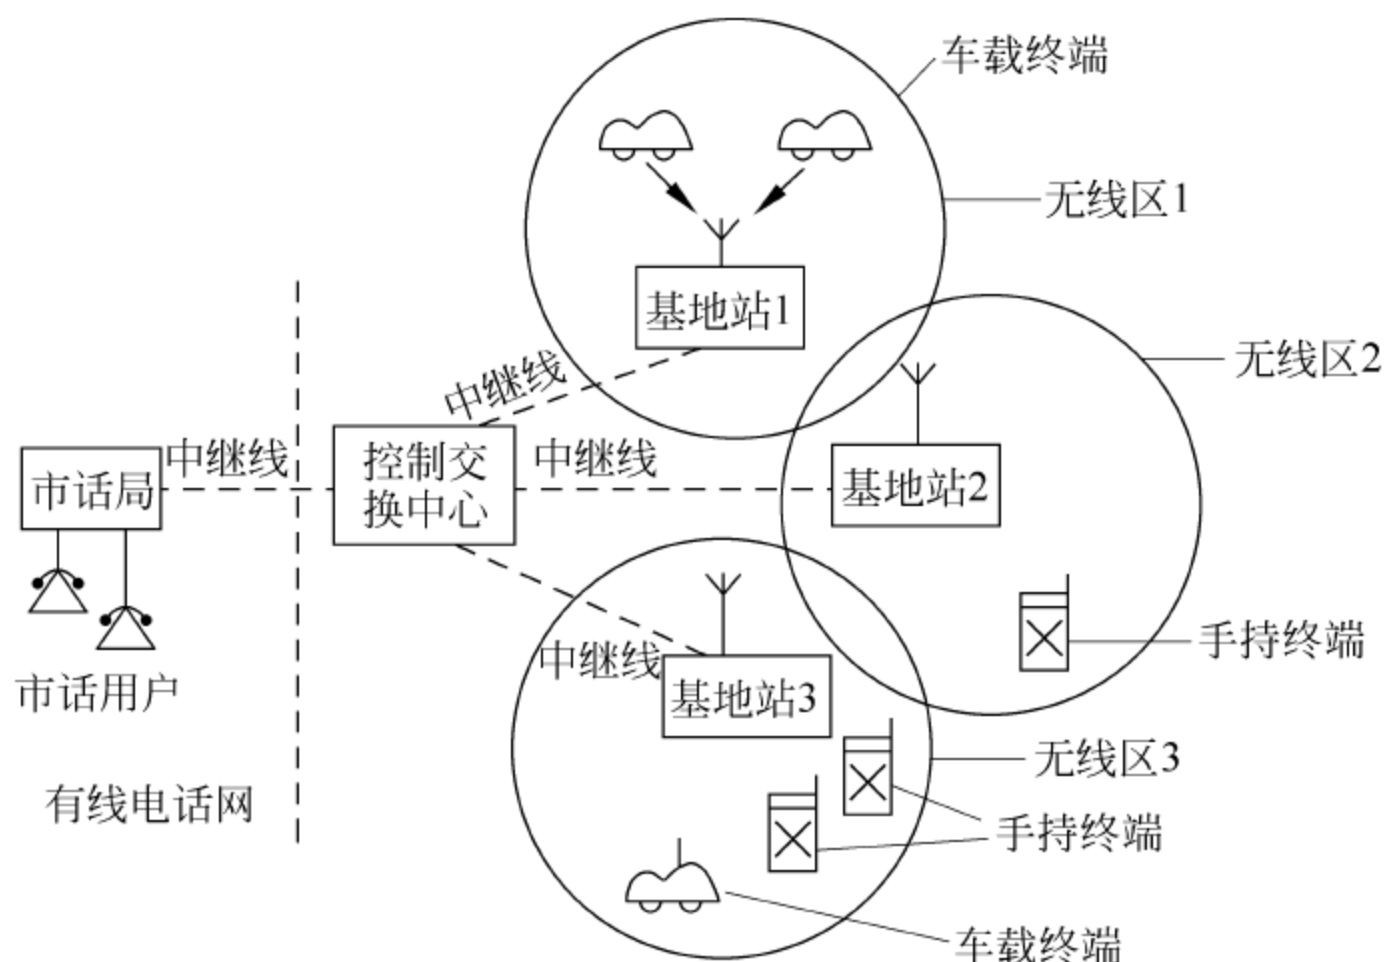 车载终端
无线区1
基地站1
无线区2
中继线
市话局
中继线
控制交
换中心
中继线
基地站2
手持终端
中继线
基地站3
市话用户
无线区3
有线电话网
手持终端
车载终端